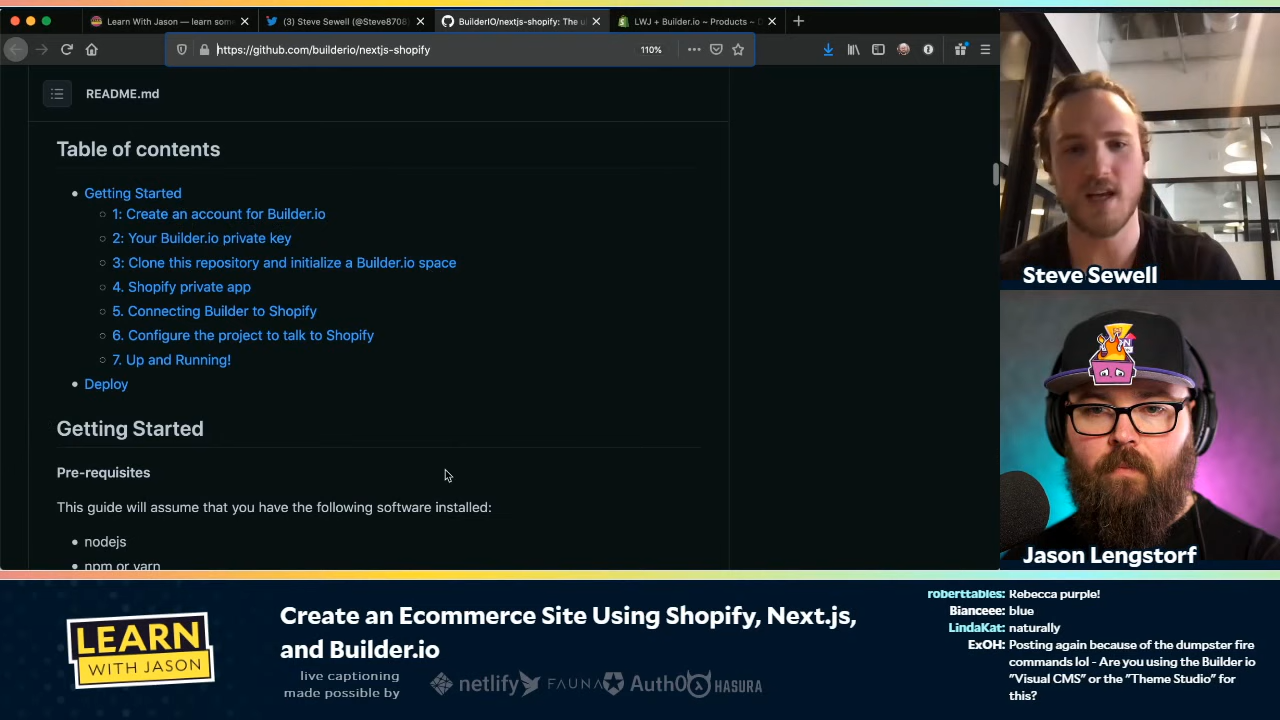 Learn With Jason — learn some
(3) Steve Sewell (@Steve8708
BuilderIO/nextjs-shopify: The u
LWJ + Builder.io ~ Products ~ D
https://github.com/builderio/nextjs-shopify
110%
README.md
Table of contents
Getting Started
1: Create an account for Builder.io
2: Your Builder.io private key
3: Clone this repository and initialize a Builder.io space
4. Shopify private app
5. Connecting Builder to Shopify
6. Configure the project to talk to Shopify
7. Up and Running!
Deploy
Getting Started
Pre-requisites
This guide will assume that you have the following software installed:
nodejs
npm or yarn
Steve Sewell
Jason Lengstorf
LEARN
WITH JASON
Create an Ecommerce Site Using Shopify, Next.js,
and Builder.io
live captioning
made possible by
netlify
FAUNA
Auth0
HASURA
roberttables: Rebecca purple!
Bianceee: blue
LindaKat: naturally
ExOH: Posting again because of the dumpster fire
commands lol - Are you using the Builder io
"Visual CMS" or the "Theme Studio" for
this?